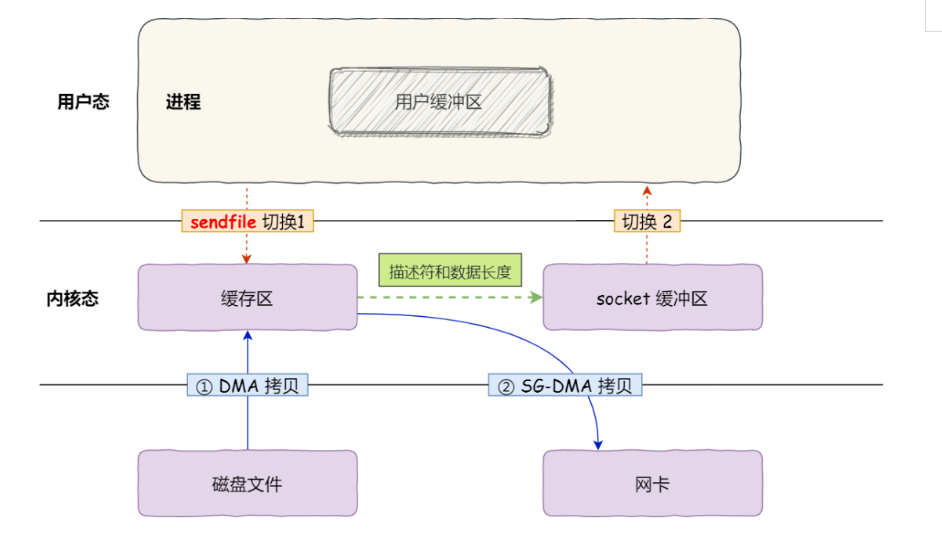 用户态
进程
用户缓冲区
sendfile 切换1
切换 2
描述符和数据长度
内核态
缓存区
socket 缓冲区
① DMA 拷贝
② SG-DMA 拷贝
磁盘文件
网卡